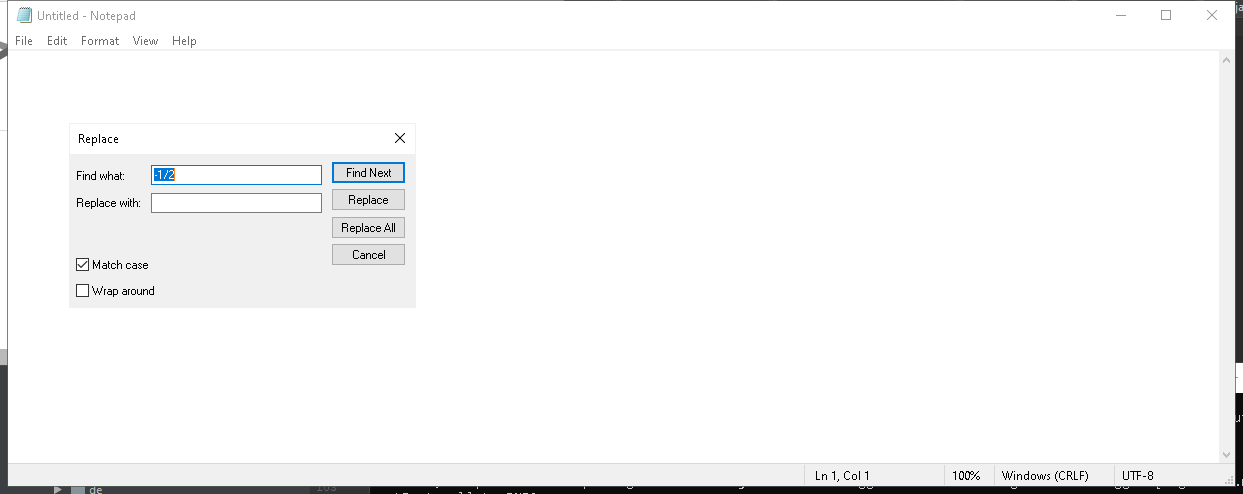 Untitled - Notepad
File Edit Format View Help
Replace
Find what: -1/2 Find Next
Replace with: Replace
Replace All
Cancel
Match case
Wrap around
Ln 1, Col 1 100% Windows (CRLF) UTF-8
de